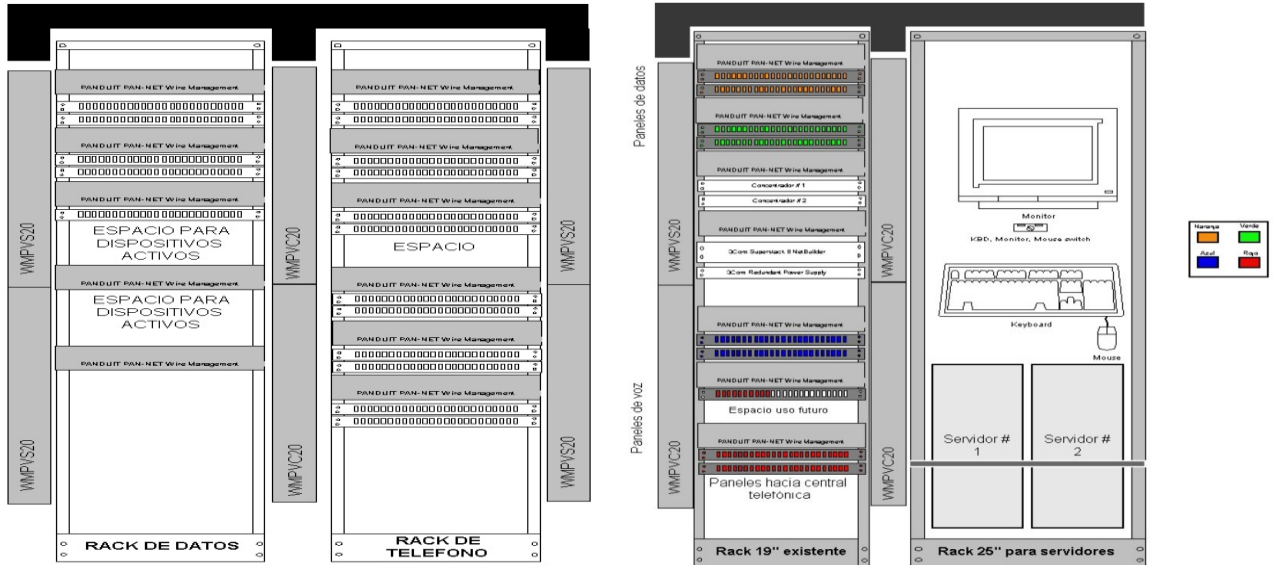 PANDUIT PAN-NET Wire Management
PANDUIT PAN-NET Wire Management
PANDUIT PAN-NET Wire Management
ESPACIO PARA
DISPOSITIVOS
ACTIVOS
PANDUIT PAN-NET Wire Management
ESPACIO PARA
DISPOSITIVOS
ACTIVOS
PANDUIT PAN-NET Wire Management
RACK DE DATOS
WMPVS20
WMPVS20
WMPVC20
WMPVC20
PANDUIT PAN-NET Wire Management
PANDUIT PAN-NET Wire Management
PANDUIT PAN-NET Wire Management
ESPACIO
PANDUIT PAN-NET Wire Management
PANDUIT PAN-NET Wire Management
PANDUIT PAN-NET Wire Management
RACK DE
TELEFONO
WMPVS20
WMPVS20
Paneles de datos
Paneles de voz
WMPVS20
WMPVC20
PANDUIT PAN-NET Wire Management
PANDUIT PAN-NET Wire Management
PANDUIT PAN-NET Wire Management
Concentrador # 1
Concentrador # 2
PANDUIT PAN-NET Wire Management
3Com Superstack II NetBuilder
3Com Redundant Power Supply
PANDUIT PAN-NET Wire Management
PANDUIT PAN-NET Wire Management
Espacio uso futuro
PANDUIT PAN-NET Wire Management
Paneles hacia central
telefónica
Rack 19" existente
WMPVC20
WMPVC20
Monitor
KBD, Monitor, Mouse switch
Keyboard
Mouse
Servidor #
1
Servidor #
2
Rack 25" para servidores
Naranja Verde
Azul Rojo